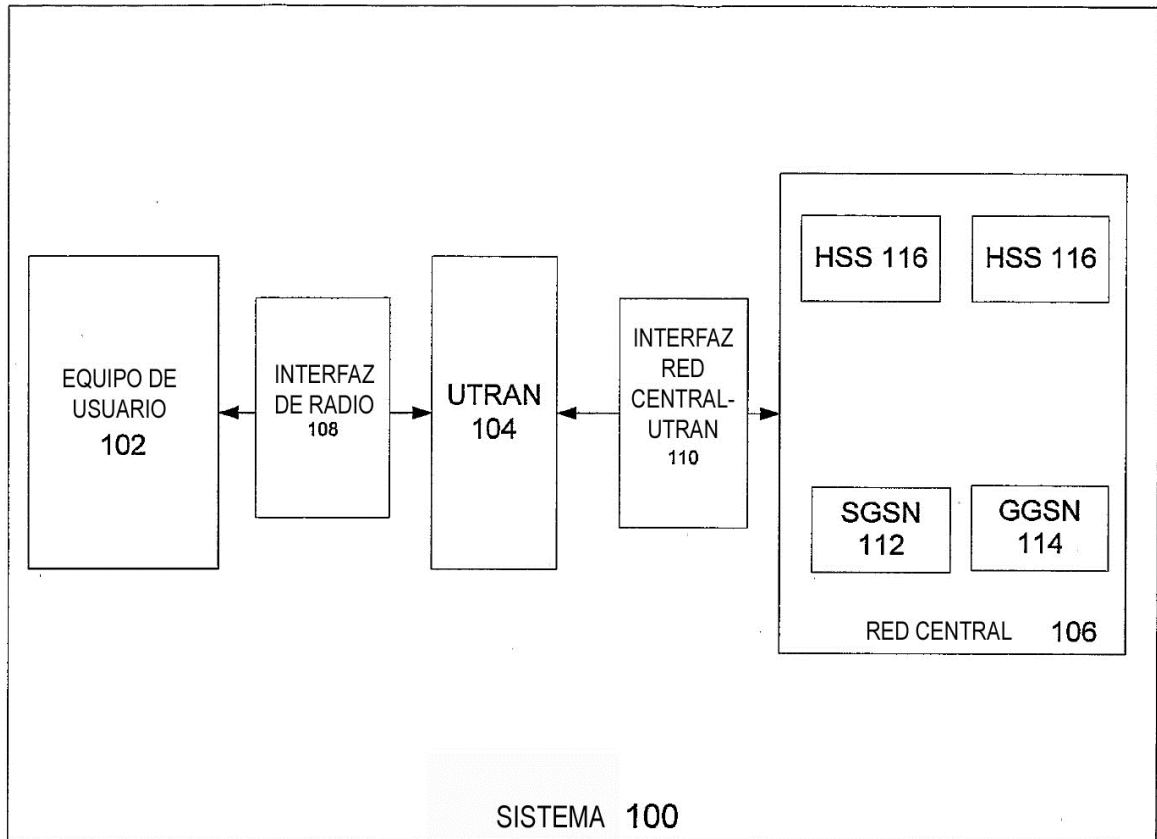 HSS 116
HSS 116
EQUIPO DE
USUARIO
102
INTERFAZ
DE RADIO
108
UTRAN
104
INTERFAZ
RED
CENTRAL-
UTRAN
110
SGSN
112
GGSN
114
RED CENTRAL 106
SISTEMA 100